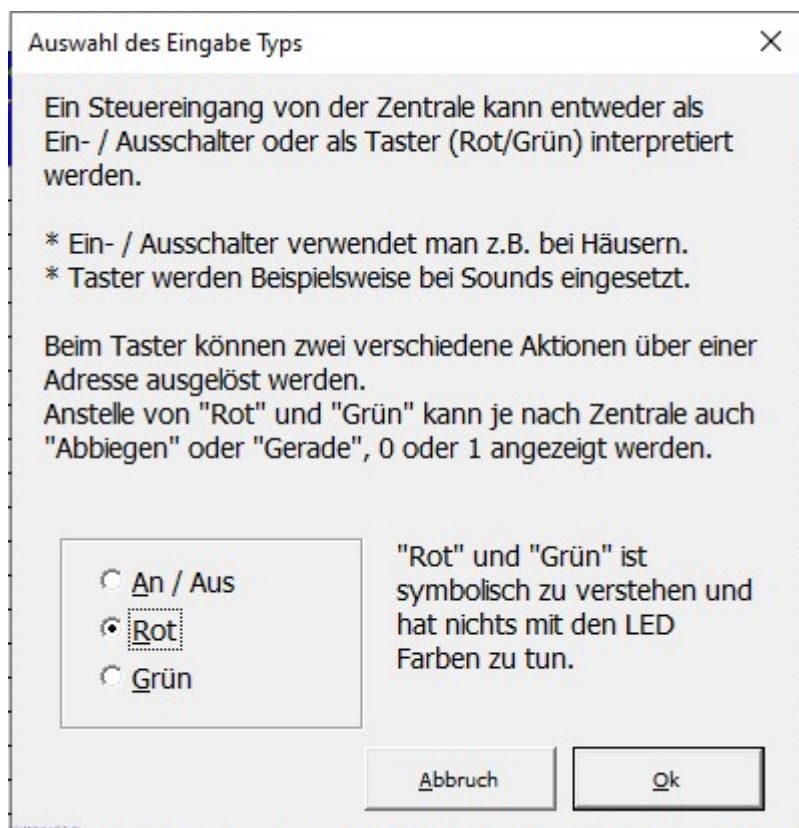 Auswahl des Eingabe Typs
Ein Steuereingang von der Zentrale kann entweder als
Ein- / Ausschalter oder als Taster (Rot/Grün) interpretiert
werden.
* Ein- / Ausschalter verwendet man z.B. bei Häusern.
* Taster werden Beispielsweise bei Sounds eingesetzt.
Beim Taster können zwei verschiedene Aktionen über einer
Adresse ausgelöst werden.
Anstelle von "Rot" und "Grün" kann je nach Zentrale auch
"Abbiegen" oder "Gerade", 0 oder 1 angezeigt werden.
An / Aus
Rot
Grün
"Rot" und "Grün" ist
symbolisch zu verstehen und
hat nichts mit den LED
Farben zu tun.
Abbruch
Ok